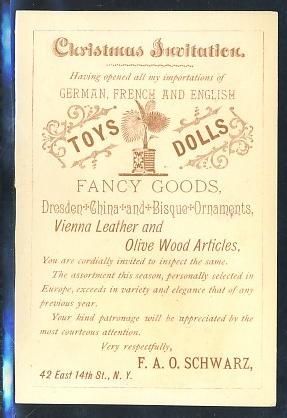 Christmas Invitation.
Having opened all my importations of
GERMAN, FRENCH AND ENGLISH
TOYS DOLLS
FANCY GOODS,
Dresden-China-and-Bisque-Ornaments,
Vienna Leather and
Olive Wood Articles,
You are cordially invited to inspect the same.
The assortment this season, personally selected in
Europe, exceeds in variety and elegance that of any
previous year.
Your kind patronage will be appreciated by the
most courteous attention.
Very respectfully,
F. A. O. SCHWARZ,
42 East 14th St., N. Y.